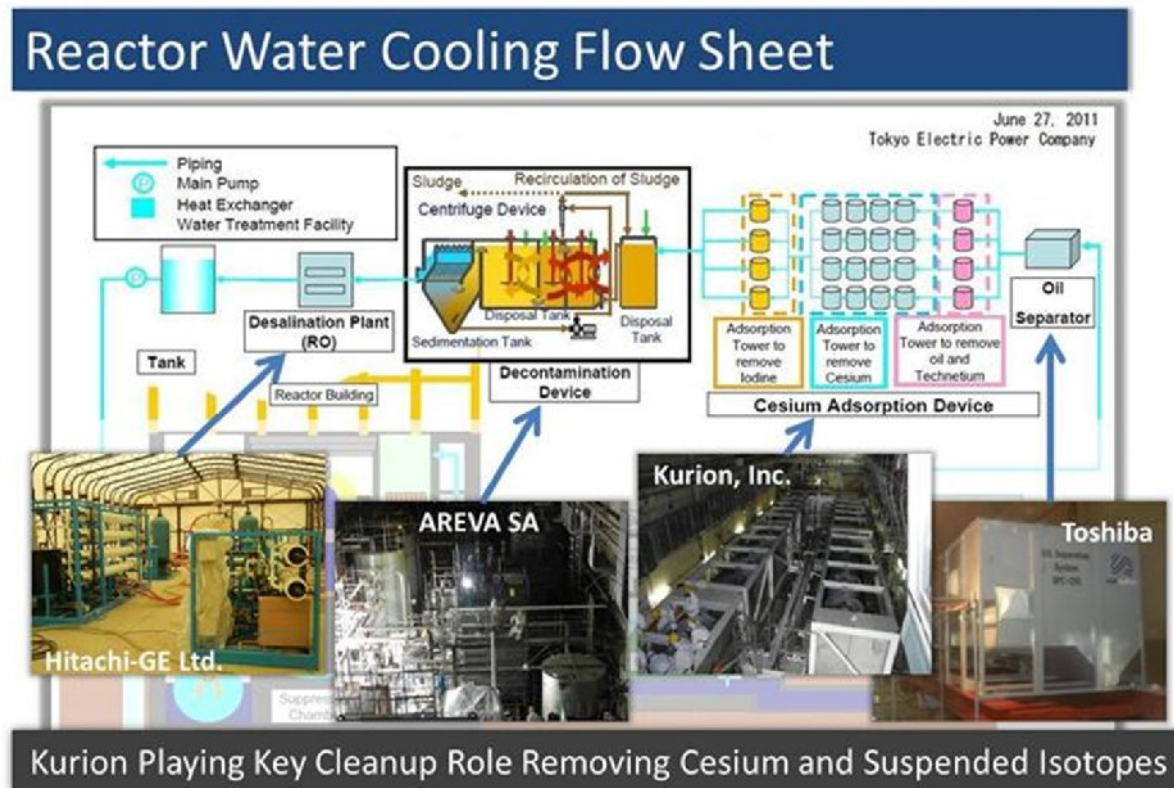 Reactor Water Cooling Flow Sheet
June 27, 2011
Tokyo Electric Power Company
Piping
P
Main Pump
Heat Exchanger
Water Treatment Facility
Sludge
Recirculation of Sludge
Centrifuge Device
Disposal Tank
Sedimentation Tank
Disposal
Tank
P
Desalination Plant
(RO)
Tank
Decontamination
Device
Reactor Building
Adsorption
Tower to
remove
Iodine
Adsorption
Tower to
remove
Cesium
Adsorption
Tower to remove
oil and
Technetium
Oil
Separator
Cesium Adsorption Device
Hitachi-GE Ltd.
AREVA SA
Kurion, Inc.
Toshiba
System
Suppres
Chamb
Kurion Playing Key Cleanup Role Removing Cesium and Suspended Isotopes